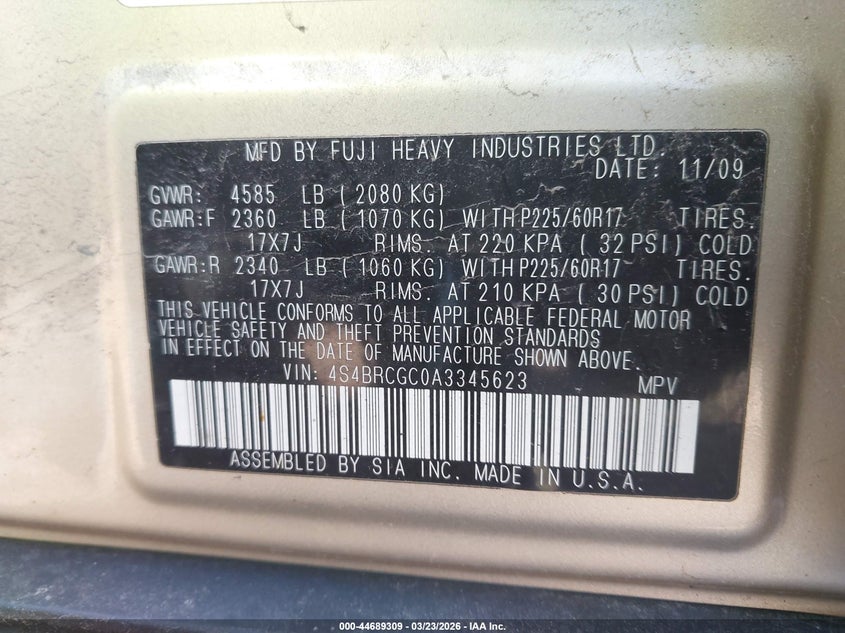 MFD BY FUJI HEAVY INDUSTRIES LTD.
DATE: 11/09
GVWR: 4585 LB ( 2080 KG)
GAWR:F 2360 LB ( 1070 KG) WITH P225/60R17 TIRES.
17X7J RIMS. AT 220 KPA ( 32 PSI) COLD
GAWR:R 2340 LB ( 1060 KG) WITH P225/60R17 TIRES.
17X7J RIMS. AT 210 KPA ( 30 PSI) COLD
THIS VEHICLE CONFORMS TO ALL APPLICABLE FEDERAL MOTOR
VEHICLE SAFETY AND THEFT PREVENTION STANDARDS
IN EFFECT ON THE DATE OF MANUFACTURE SHOWN ABOVE.
VIN: 4S4BRCGC0A3345623 MPV
ASSEMBLED BY SIA INC. MADE IN U.S.A.
000-44689309 - 03/23/2026 - IAA Inc.